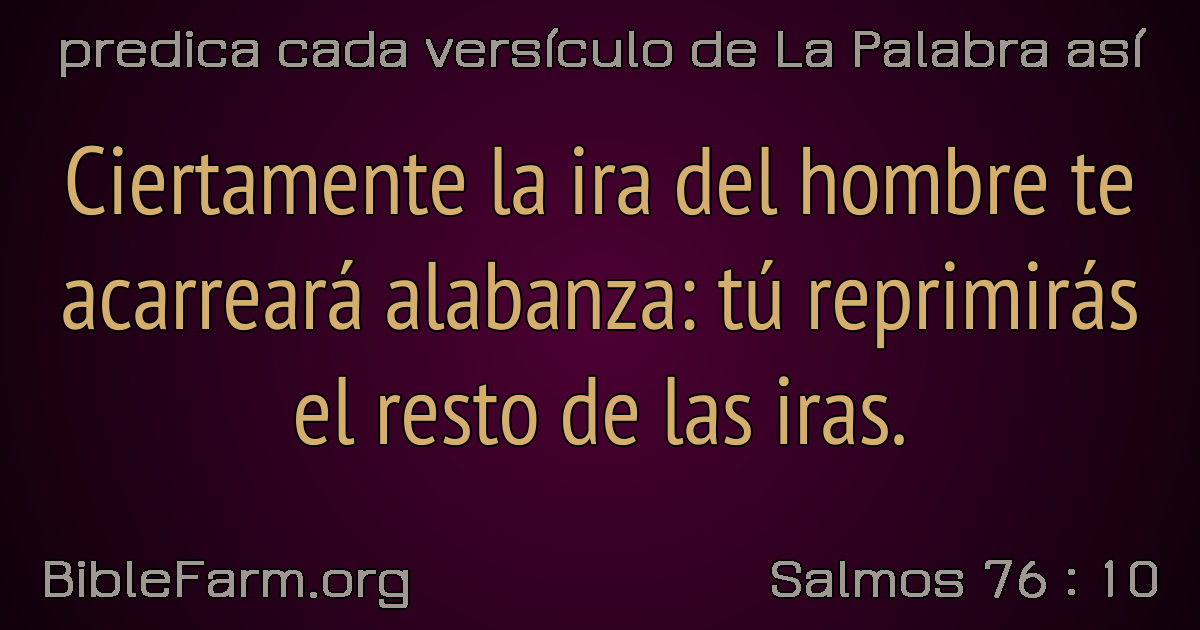 predica cada versículo de La Palabra así
Ciertamente la ira del hombre te
acarreará alabanza: tú reprimirás
el resto de las iras.
BibleFarm.org
Salmos 76 : 10